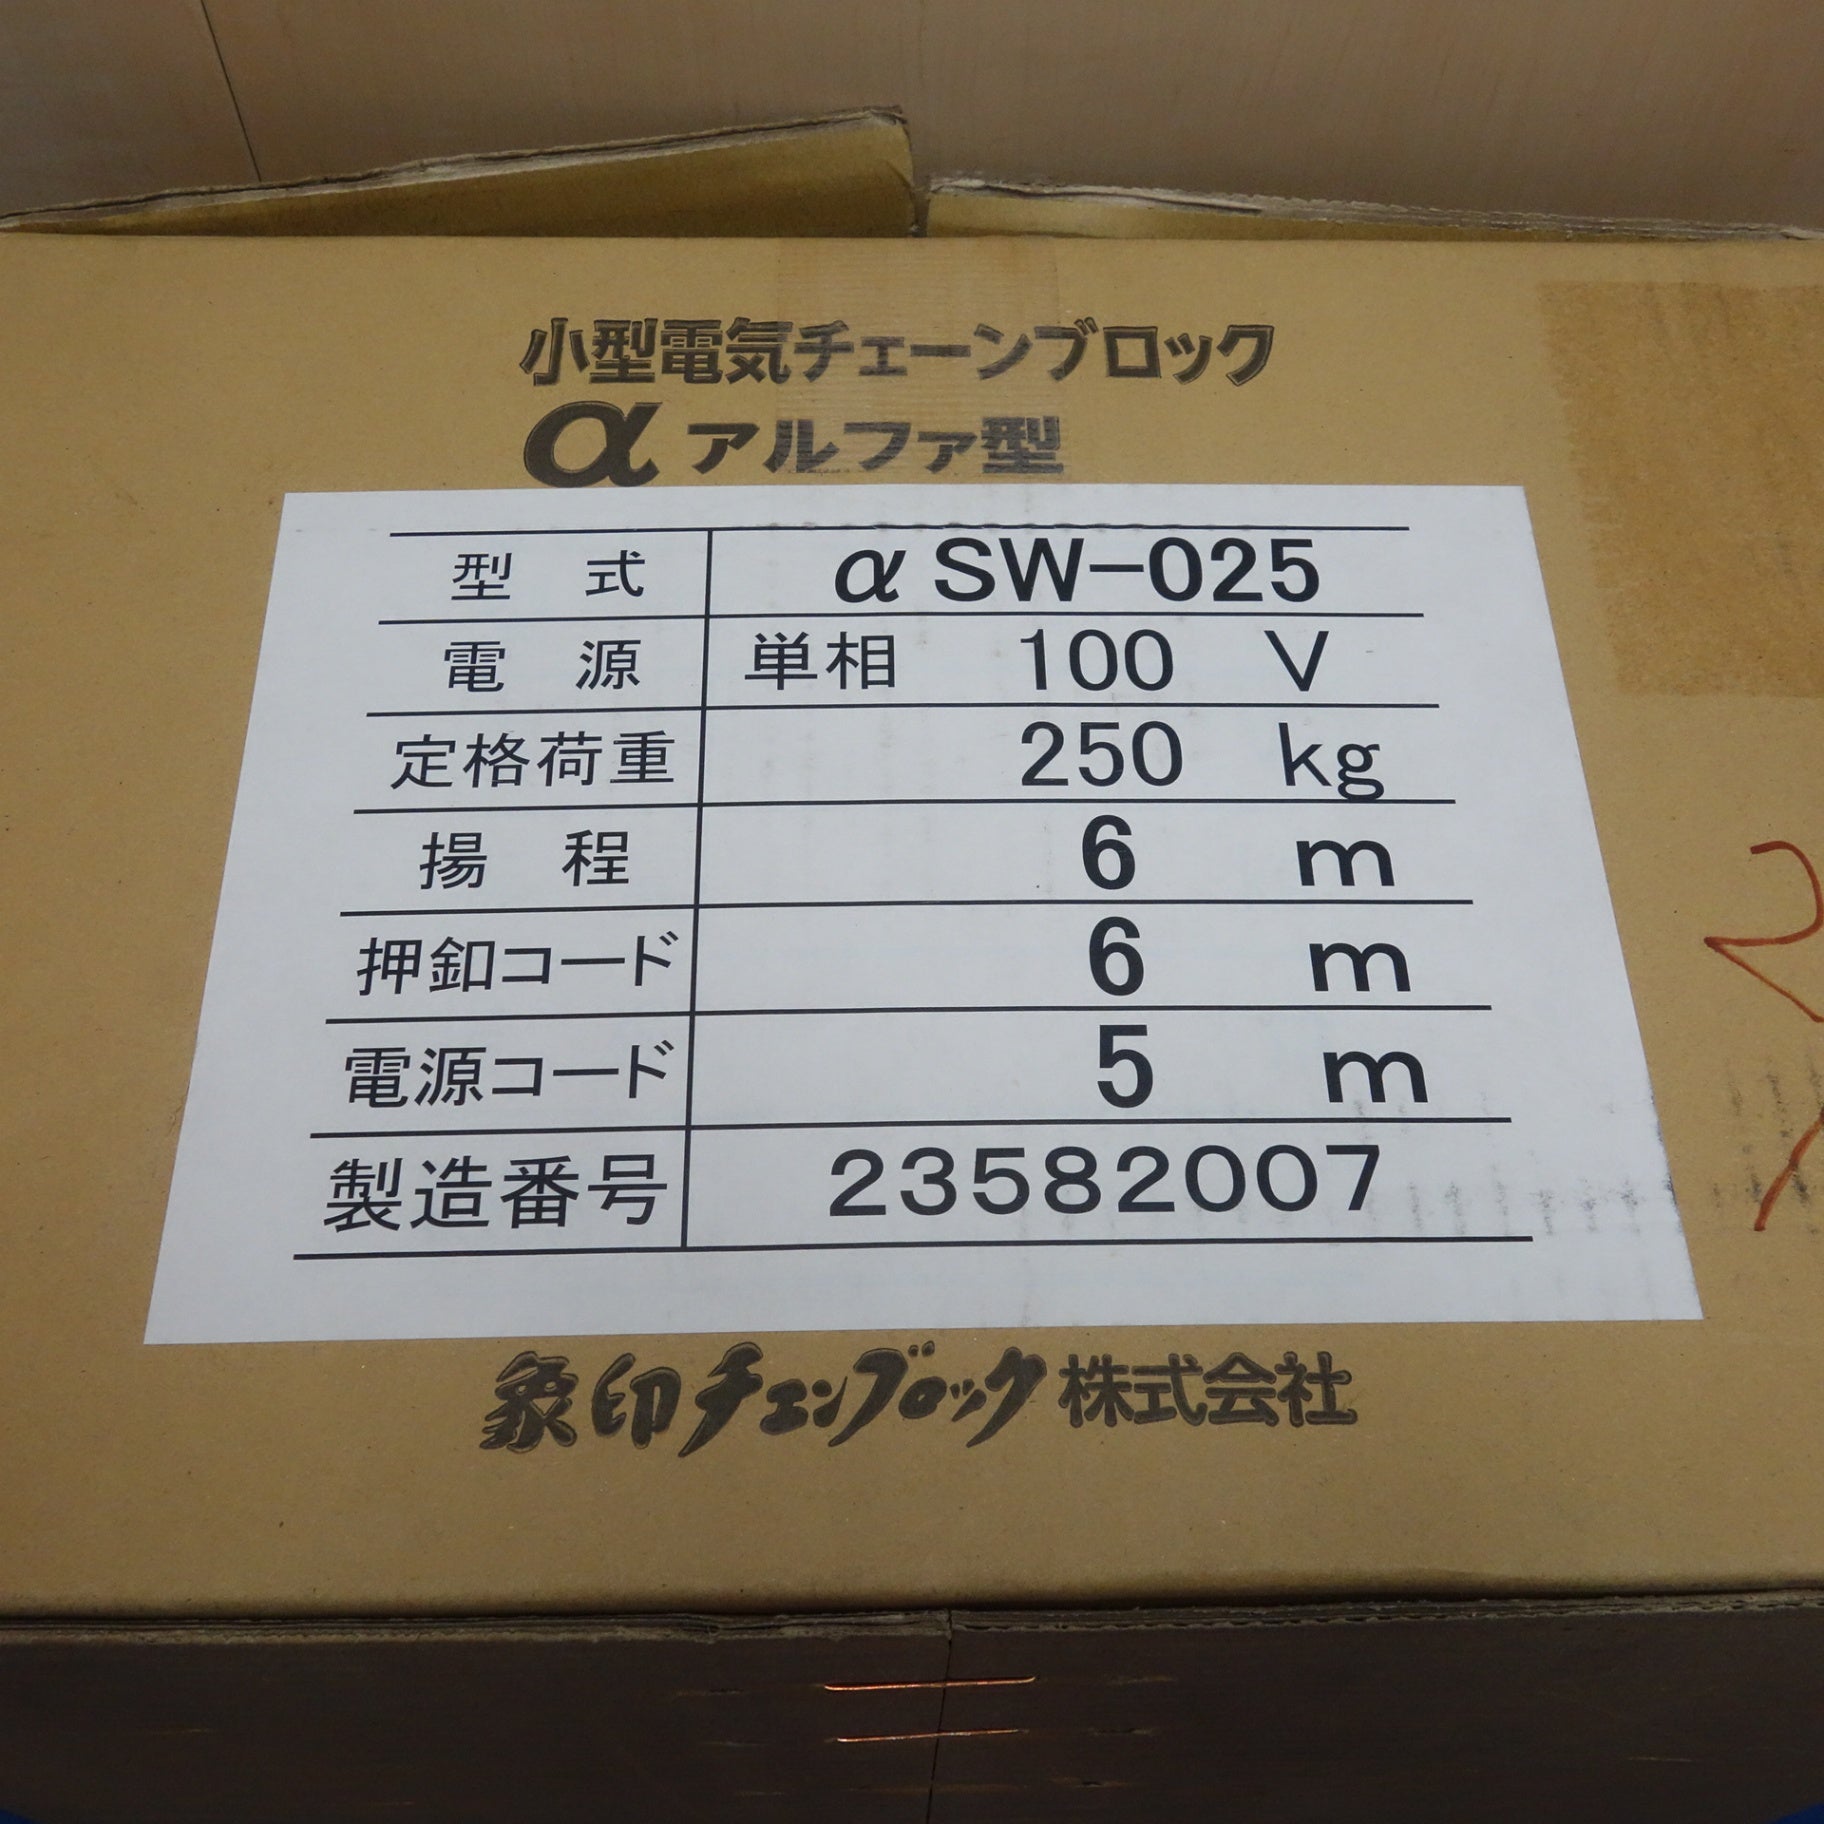 小型電気チェーンブロック
α アルファ型
型式 αSW-025
電源 単相 100 V
定格荷重 250 kg
揚程 6 m
押釦コード 6 m
電源コード 5 m
製造番号 23582007
象印チェンブロック株式会社